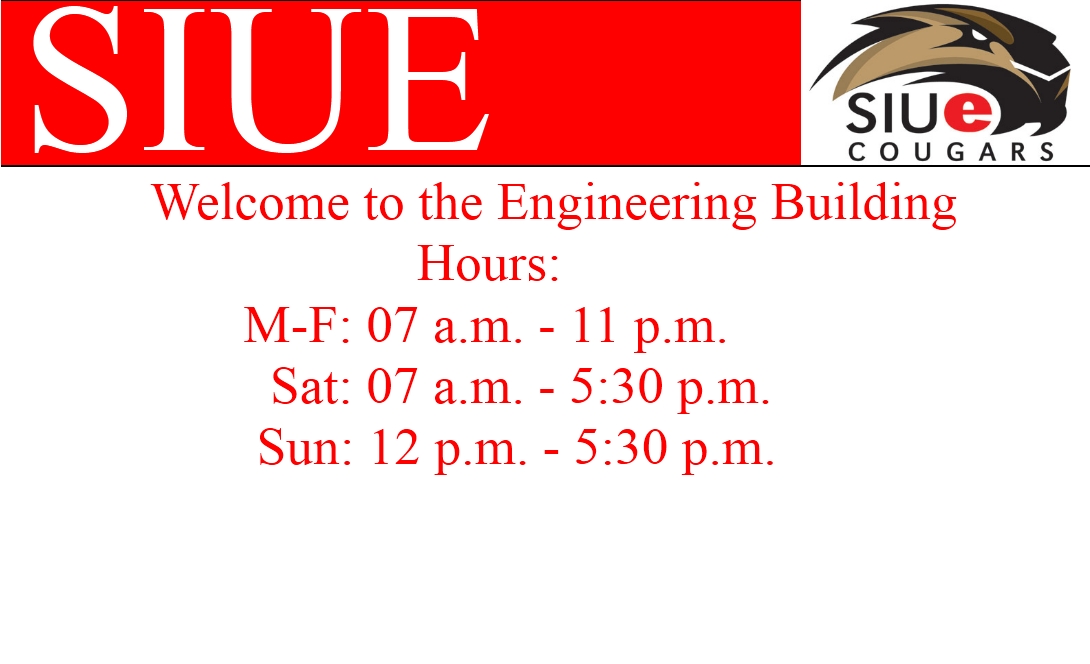 SIUE
SIUe
COUGARS
Welcome to the Engineering Building
Hours:
M-F: 07 a.m. - 11 p.m.
Sat: 07 a.m. - 5:30 p.m.
Sun: 12 p.m. - 5:30 p.m.